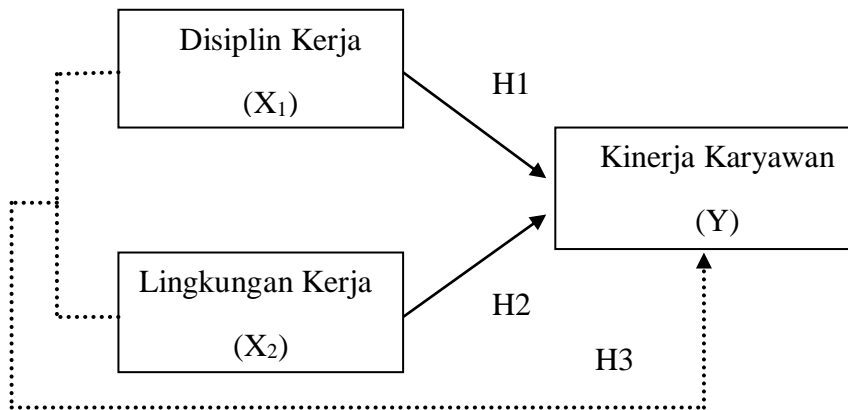 Disiplin Kerja
(X₁)
H1
Kinerja Karyawan
(Y)
Lingkungan Kerja
(X₂)
H2
H3